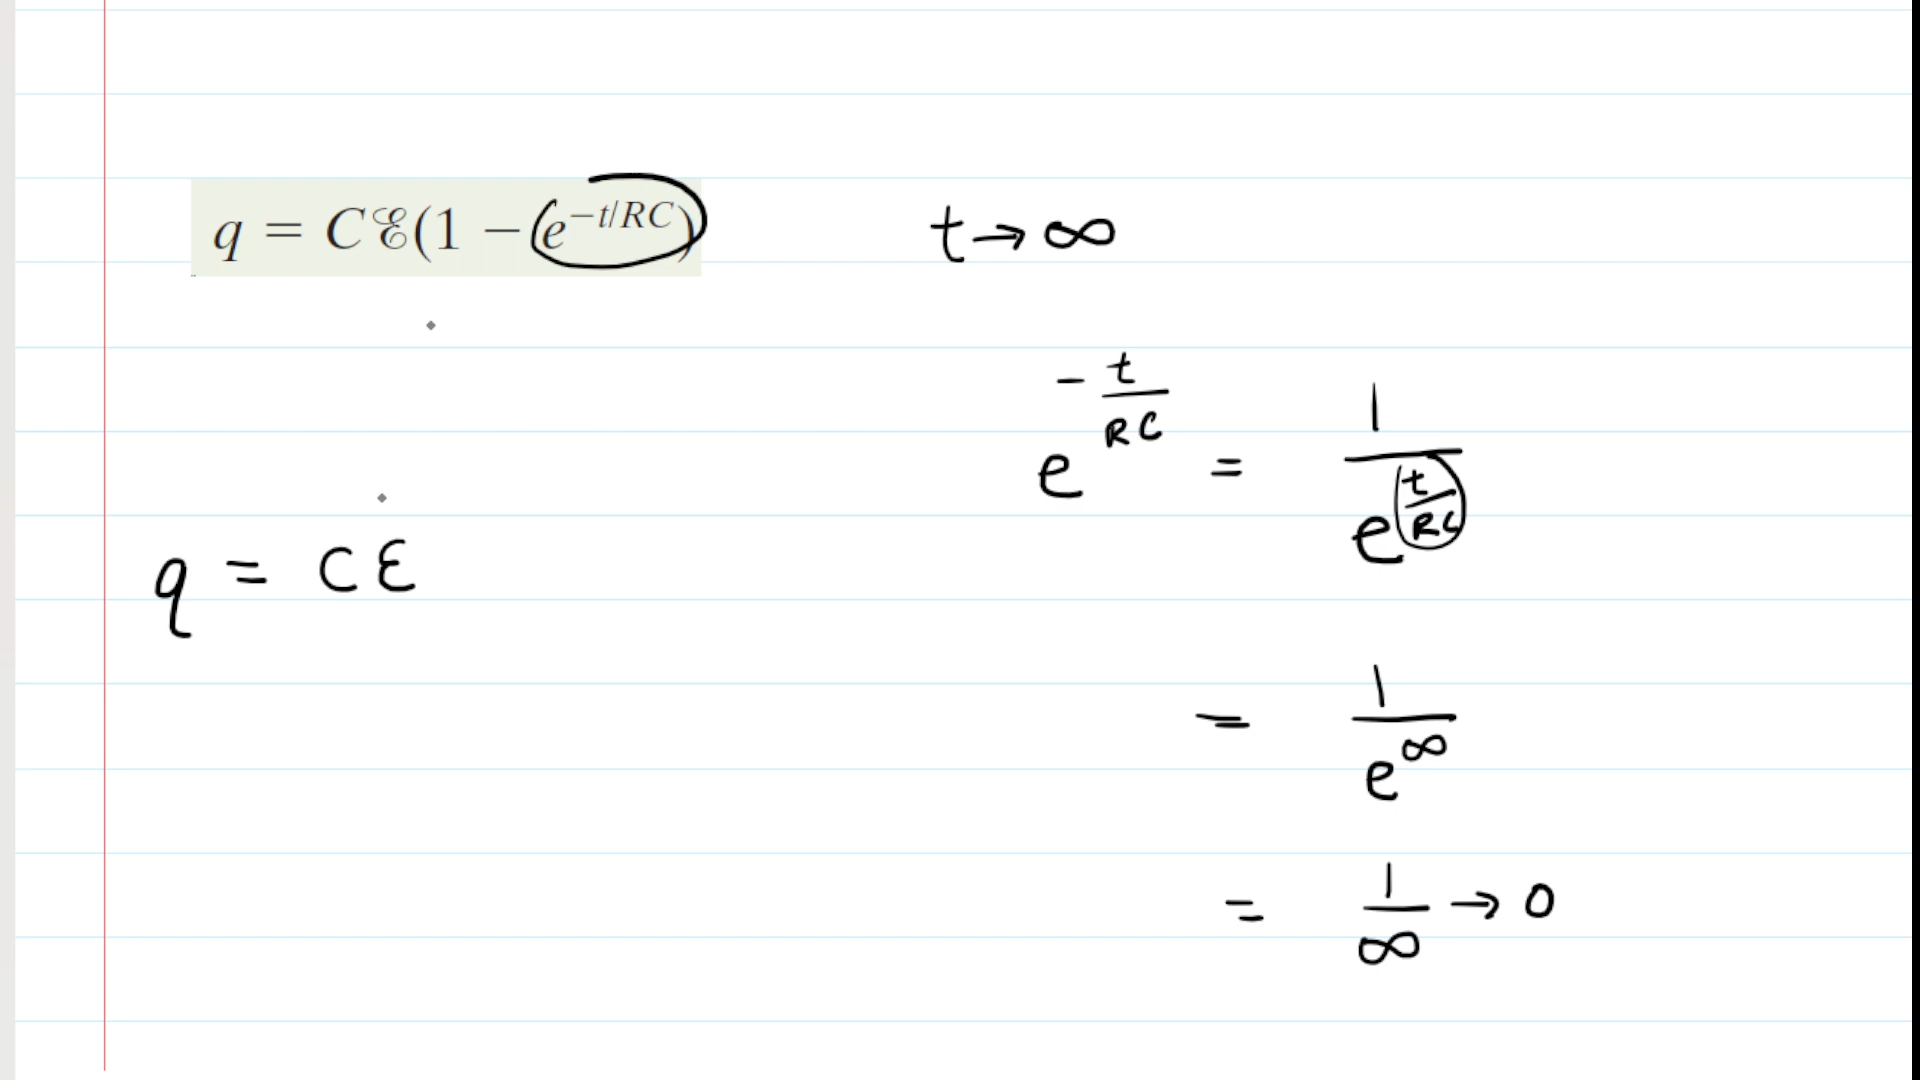 q = Cℰ(1 − e^{−t/RC})
t → ∞
e^{-t/RC} = 1/e^{t/RC}
q = Cε
= 1/e^∞
= 1/∞ → 0